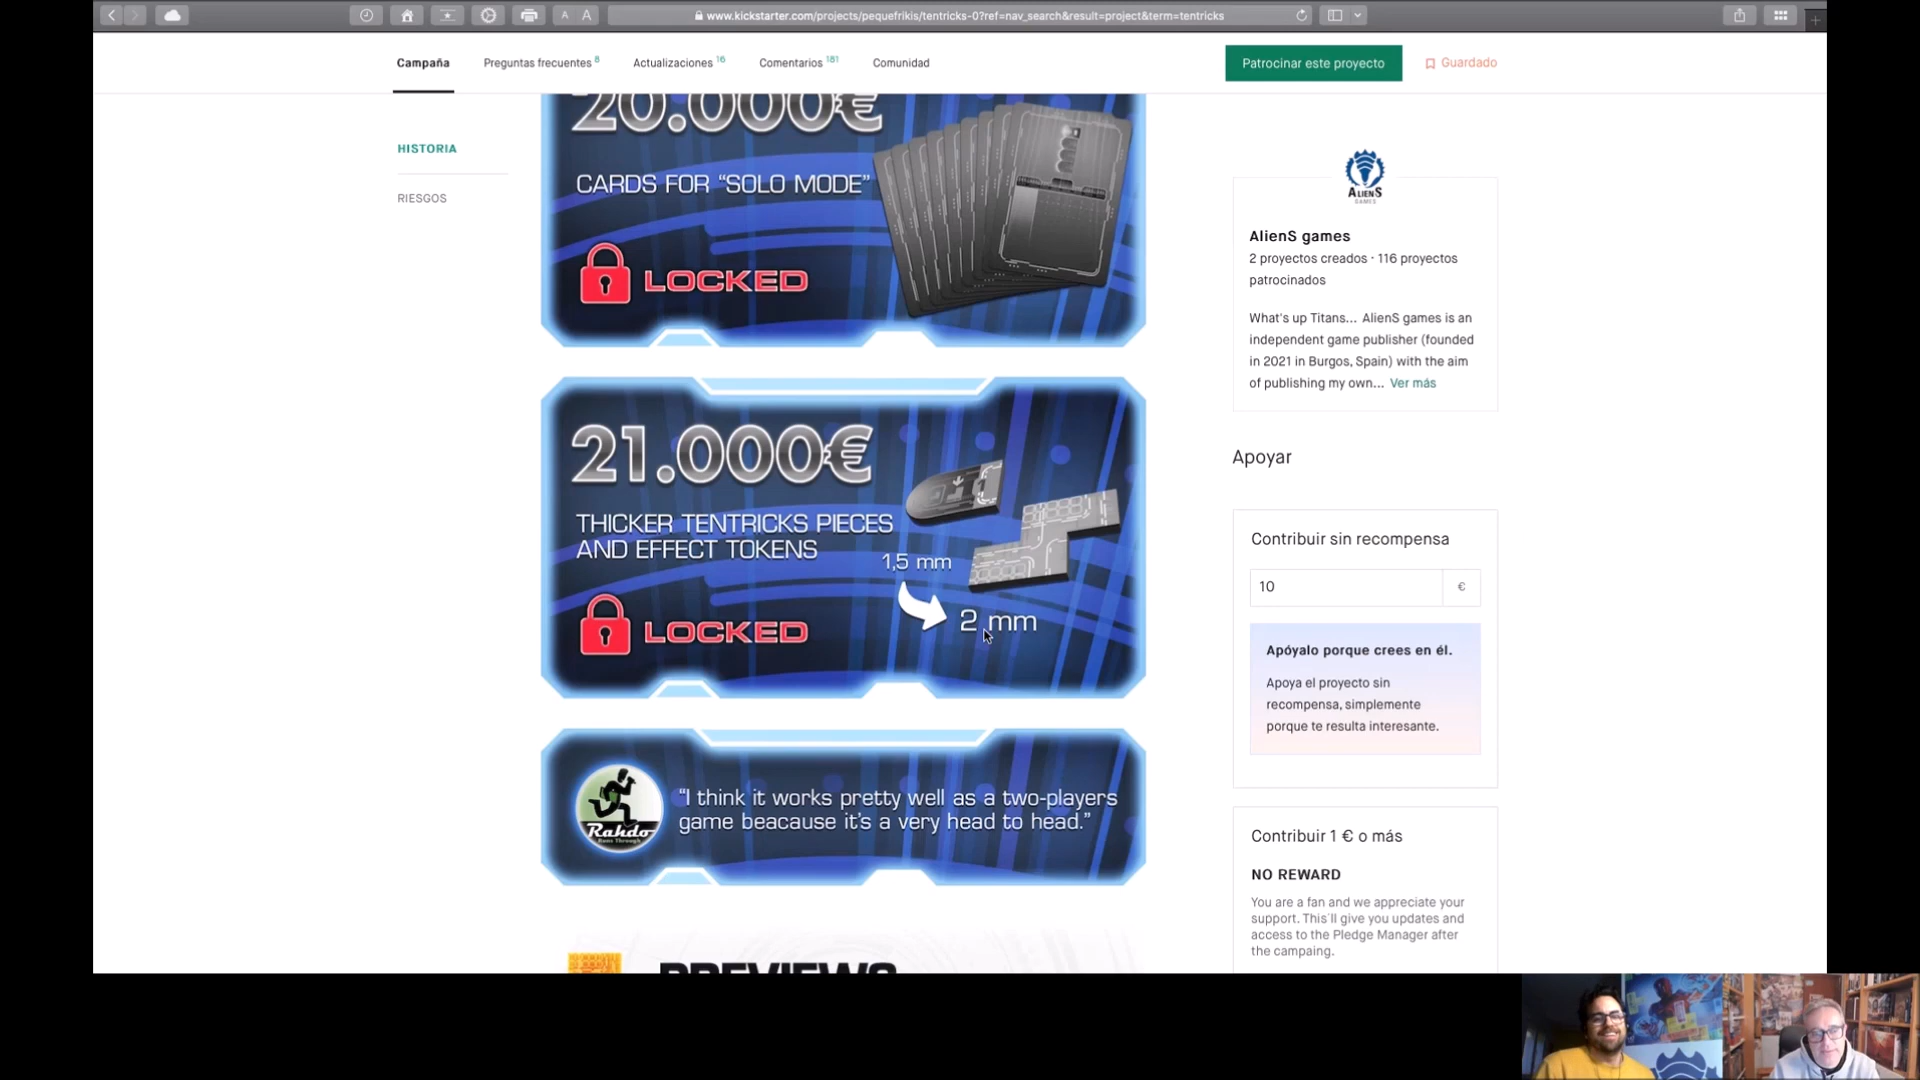 www.kickstarter.com/projects/pequefrikis/tentricks-0?ref=nav_search&result=project&term=tentricks
A A
Campaña
Preguntas frecuentes 8
Actualizaciones 16
Comentarios 181
Comunidad
Patrocinar este proyecto
Guardado
HISTORIA
RIESGOS
20.000€
CARDS FOR “SOLO MODE”
LOCKED
21.000€
THICKER TENTRICKS PIECES
AND EFFECT TOKENS
1,5 mm
2 mm
LOCKED
Rahdo
Runs Through
“I think it works pretty well as a two-players
game beacause it’s a very head to head.”
PREVIEWS
ALIENS
GAMES
AlienS games
2 proyectos creados · 116 proyectos
patrocinados
What's up Titans... AlienS games is an
independent game publisher (founded
in 2021 in Burgos, Spain) with the aim
of publishing my own... Ver más
Apoyar
Contribuir sin recompensa
10 €
Apóyalo porque crees en él.
Apoya el proyecto sin
recompensa, simplemente
porque te resulta interesante.
Contribuir 1 € o más
NO REWARD
You are a fan and we appreciate your
support. This´ll give you updates and
access to the Pledge Manager after
the campaing.